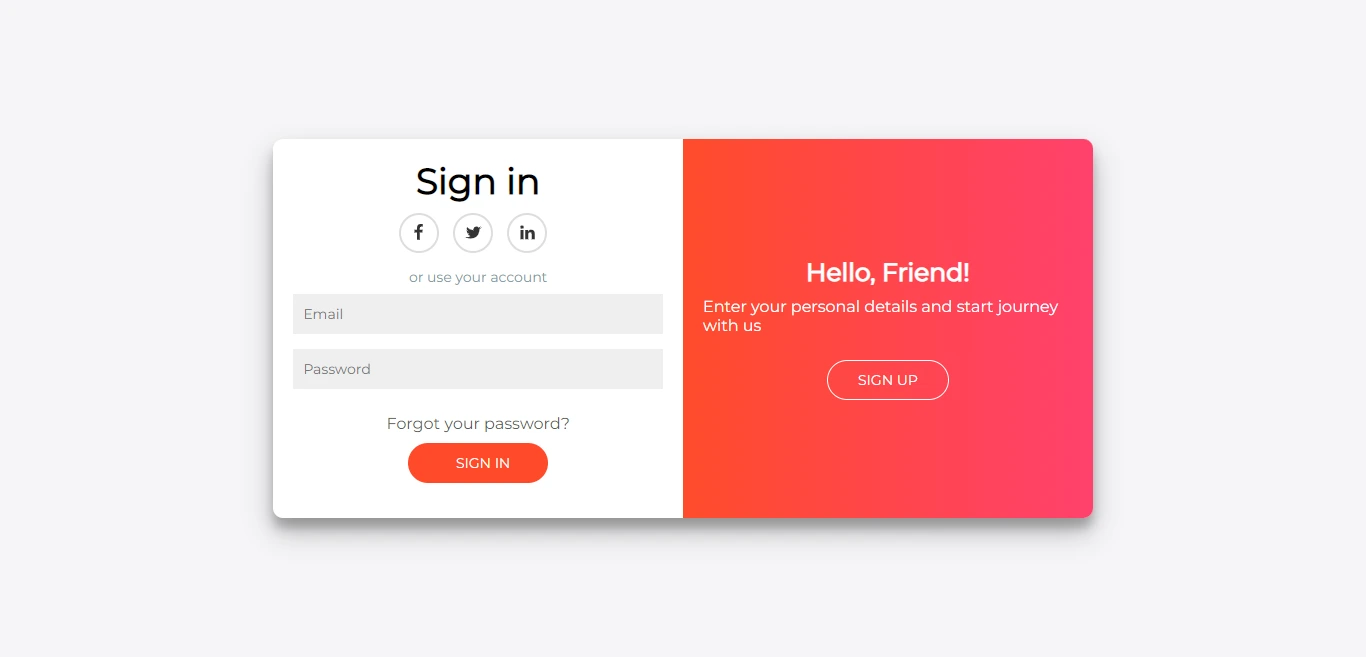 Sign in
or use your account
Email
Password
Forgot your password?
SIGN IN
Hello, Friend!
Enter your personal details and start journey
with us
SIGN UP